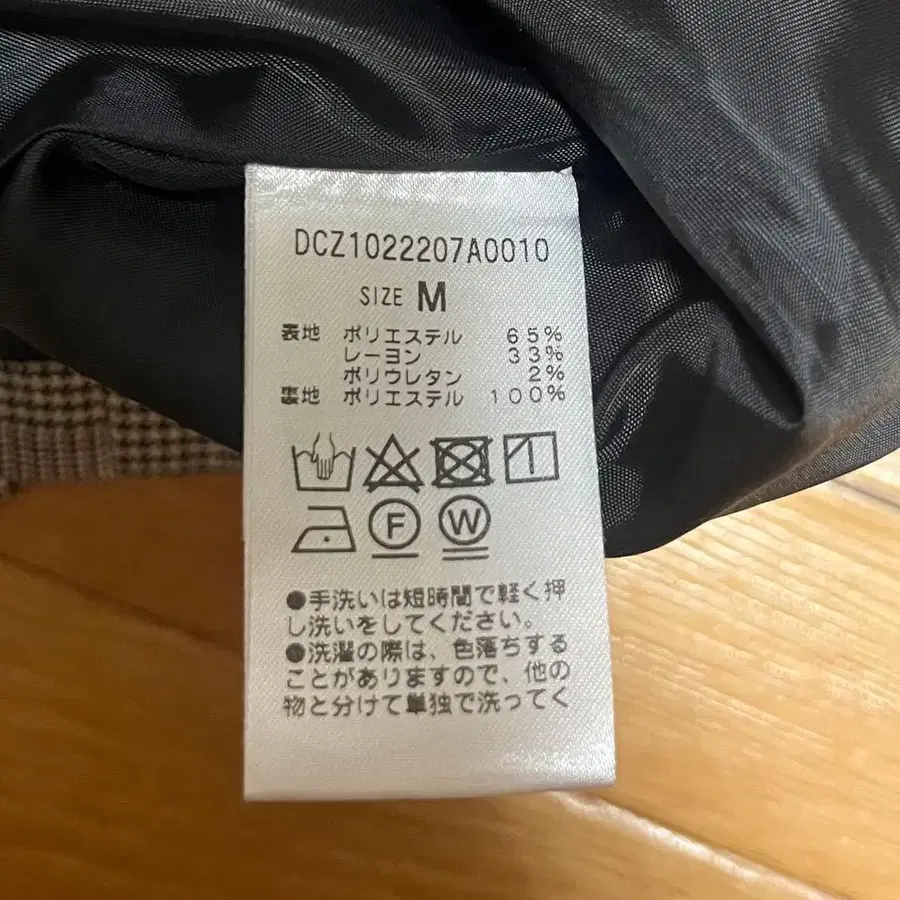 DCZ1022207A0010
SIZE M
表地 ポリエステル 65%
レーヨン 33%
ポリウレタン 2%
裏地 ポリエステル 100%
F W
●手洗いは短時間で軽く押
し洗いをしてください。
●洗濯の際は、色落ちする
ことがありますので、他の
物と分けて単独で洗ってく